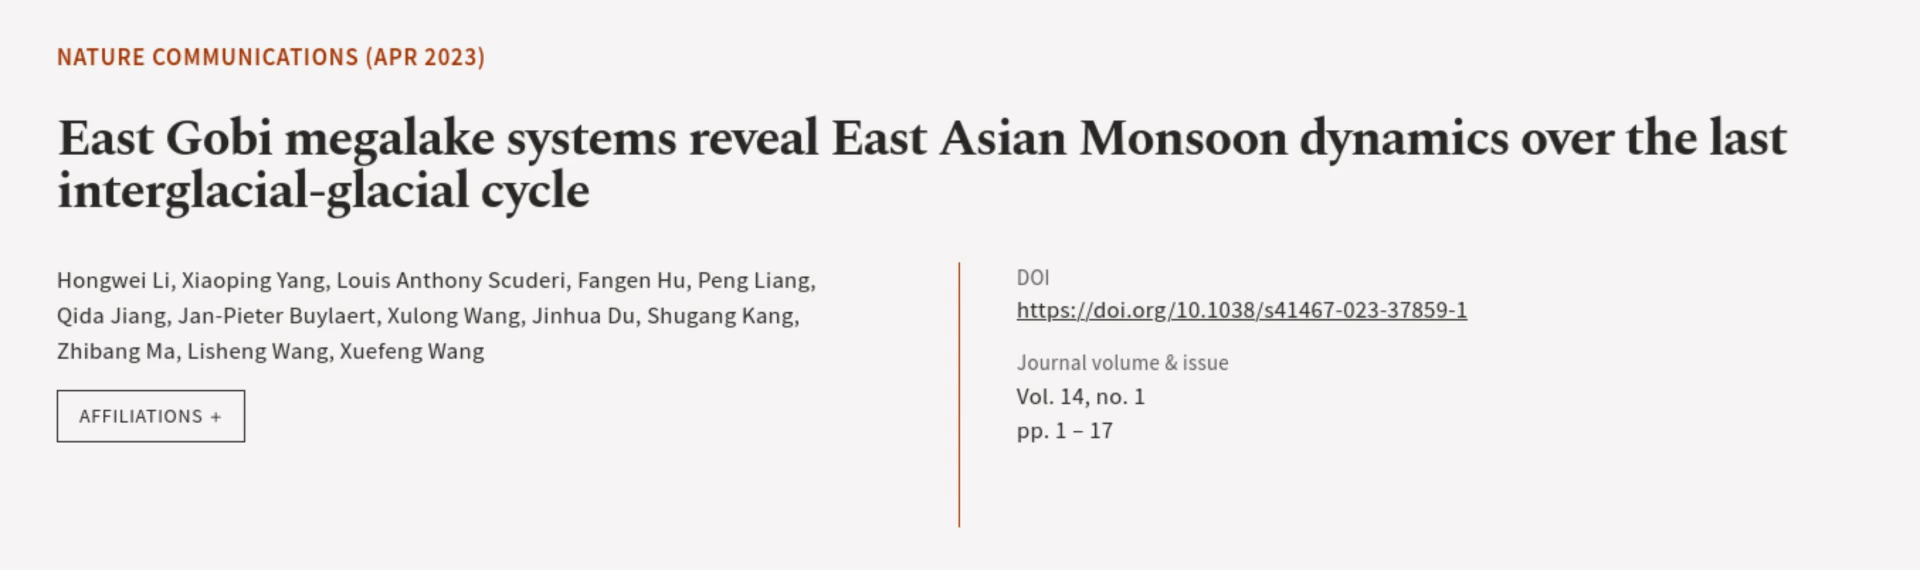 NATURE COMMUNICATIONS (APR 2023)
East Gobi megalake systems reveal East Asian Monsoon dynamics over the last
interglacial-glacial cycle
Hongwei Li, Xiaoping Yang, Louis Anthony Scuderi, Fangen Hu, Peng Liang,
Qida Jiang, Jan-Pieter Buylaert, Xulong Wang, Jinhua Du, Shugang Kang,
Zhibang Ma, Lisheng Wang, Xuefeng Wang
AFFILIATIONS +
DOI
https://doi.org/10.1038/s41467-023-37859-1
Journal volume & issue
Vol. 14, no. 1
pp. 1 – 17